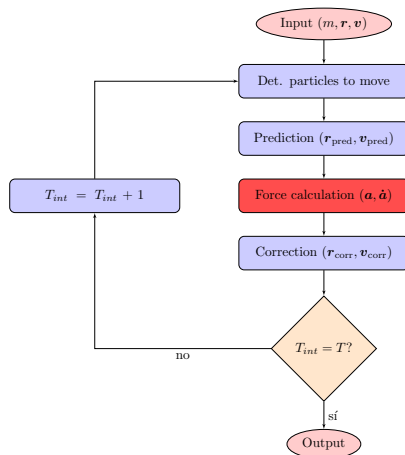 Input (m, r, v)
Det. particles to move
Prediction (r_pred, v_pred)
T_int = T_int + 1
Force calculation (a, ȧ)
Correction (r_corr, v_corr)
T_int = T?
no
sí
Output